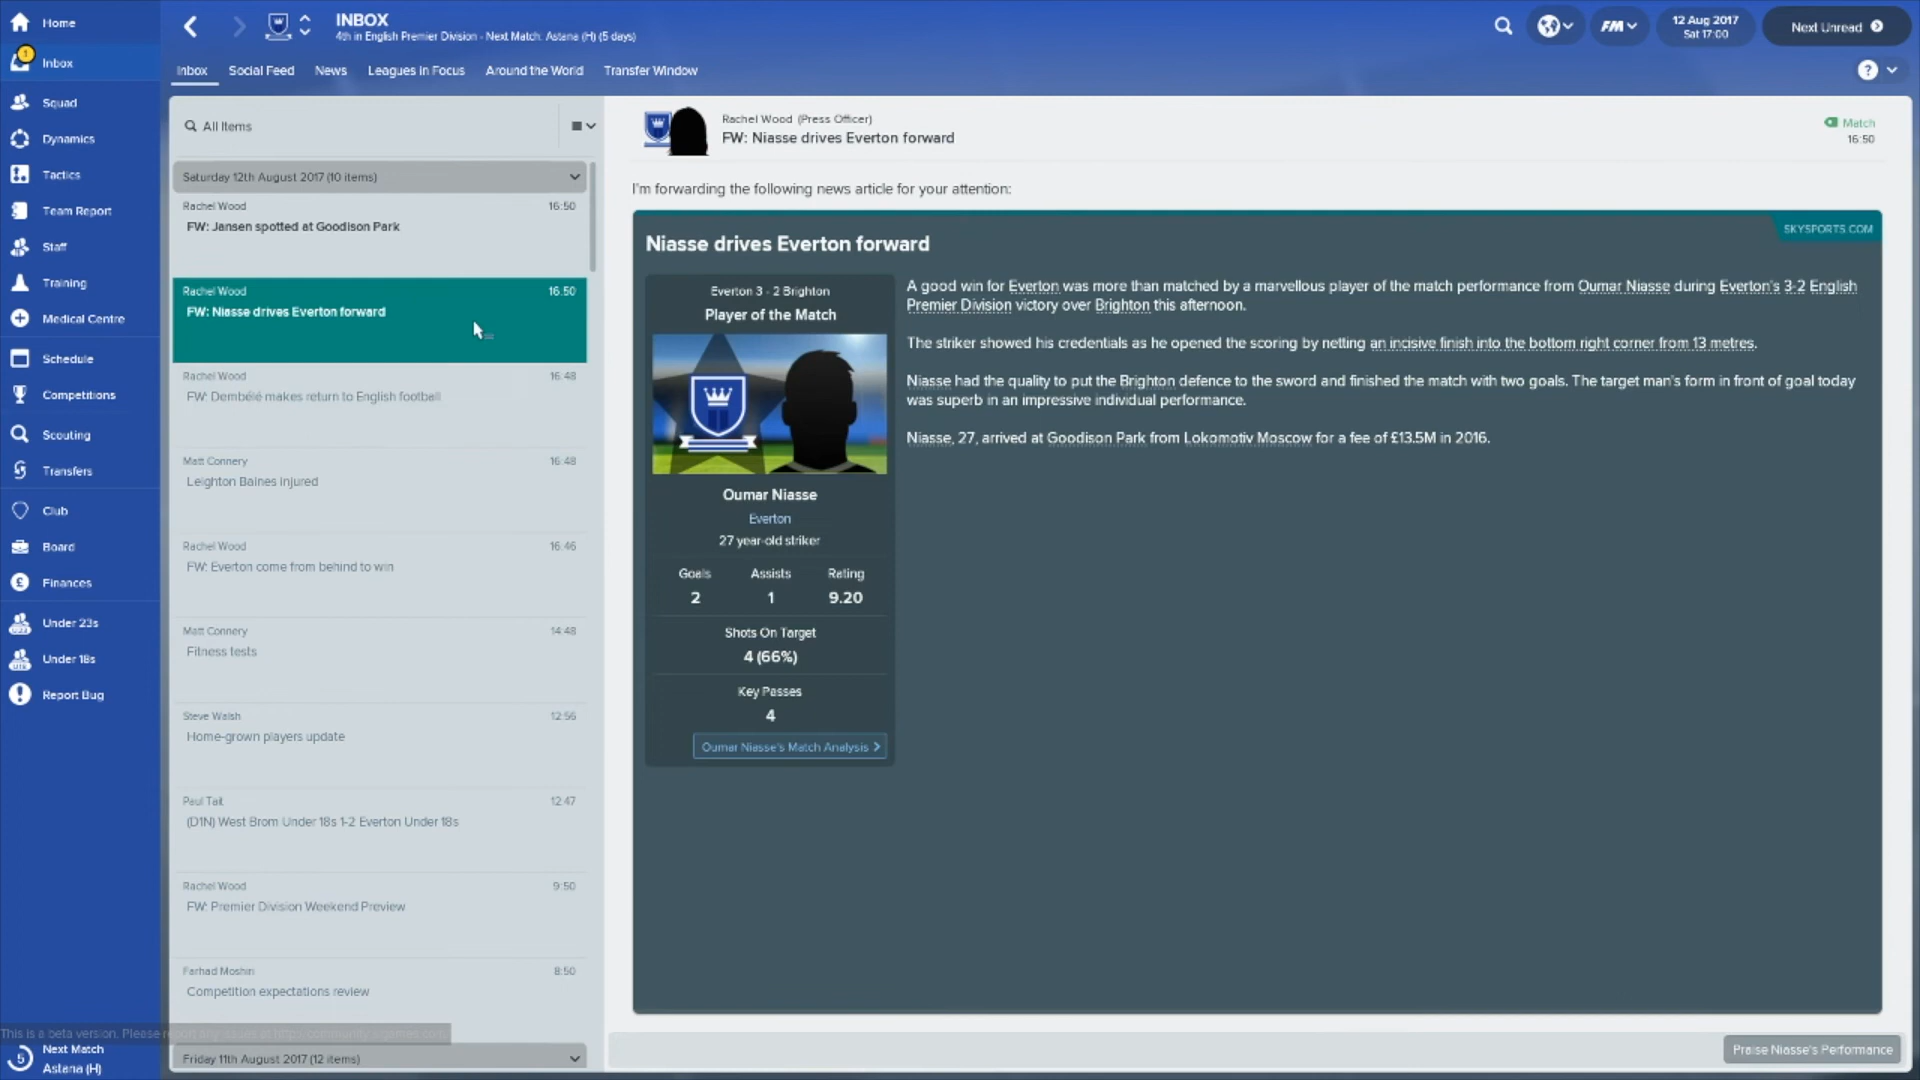 Home
Inbox
Squad
Dynamics
Tactics
Team Report
Staff
Training
Medical Centre
Schedule
Competitions
Scouting
Transfers
Club
Board
Finances
Under 23s
Under 18s
Report Bug
Next Match
Astana (H)
5
INBOX
4th in English Premier Division - Next Match: Astana (H) (5 days)
FM
12 Aug 2017
Sat 17:00
Next Unread
Inbox Social Feed News Leagues in Focus Around the World Transfer Window
?
All Items
Saturday 12th August 2017 (10 items)
Rachel Wood 16:50
FW: Jansen spotted at Goodison Park
Rachel Wood 16:50
FW: Niasse drives Everton forward
Rachel Wood 16:48
FW: Dembélé makes return to English football
Matt Connery 16:48
Leighton Baines injured
Rachel Wood 16:46
FW: Everton come from behind to win
Matt Connery 14:48
Fitness tests
Steve Walsh 12:56
Home-grown players update
Paul Tait 12:47
(D1N) West Brom Under 18s 1-2 Everton Under 18s
Rachel Wood 9:50
FW: Premier Division Weekend Preview
Farhad Moshiri 8:50
Competition expectations review
This is a beta version. Please report any issues at
Friday 11th August 2017 (12 items)
Rachel Wood (Press Officer)
FW: Niasse drives Everton forward
Match
16:50
I'm forwarding the following news article for your attention:
SKYSPORTS.COM
Niasse drives Everton forward
Everton 3 - 2 Brighton
Player of the Match
Oumar Niasse
Everton
27 year-old striker
Goals Assists Rating
2 1 9.20
Shots On Target
4 (66%)
Key Passes
4
Oumar Niasse's Match Analysis
A good win for Everton was more than matched by a marvellous player of the match performance from Oumar Niasse during Everton's 3-2 English
Premier Division victory over Brighton this afternoon.
The striker showed his credentials as he opened the scoring by netting an incisive finish into the bottom right corner from 13 metres.
Niasse had the quality to put the Brighton defence to the sword and finished the match with two goals. The target man's form in front of goal today
was superb in an impressive individual performance.
Niasse, 27, arrived at Goodison Park from Lokomotiv Moscow for a fee of £13.5M in 2016.
Praise Niasse's Performance